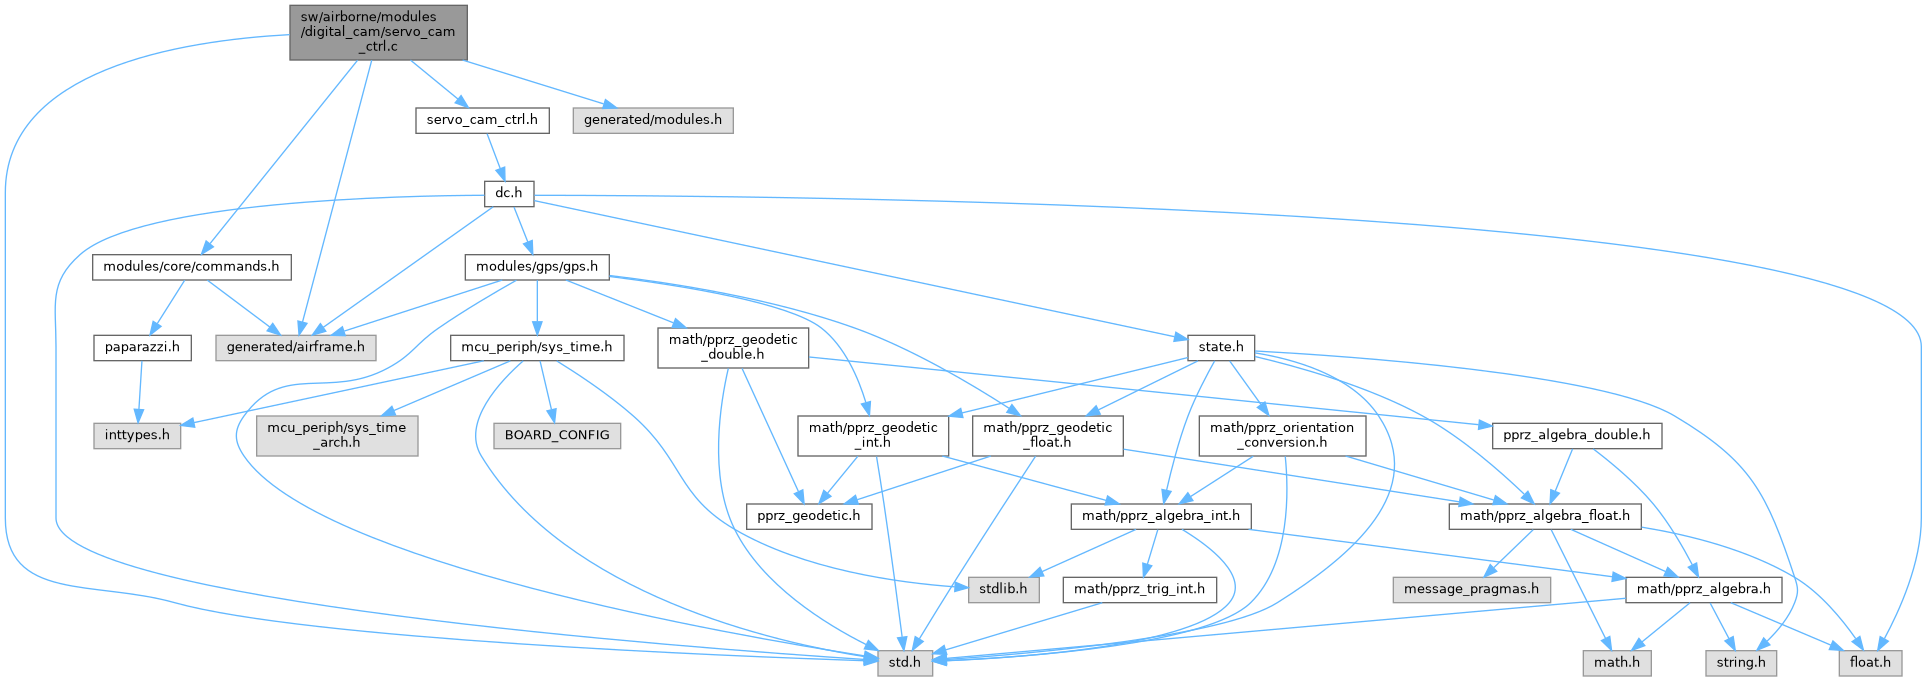 sw/airborne/modules
/digital_cam/servo_cam
_ctrl.c
servo_cam_ctrl.h
generated/modules.h
dc.h
modules/core/commands.h
modules/gps/gps.h
paparazzi.h
generated/airframe.h
mcu_periph/sys_time.h
math/pprz_geodetic
_double.h
state.h
inttypes.h
mcu_periph/sys_time
_arch.h
BOARD_CONFIG
math/pprz_geodetic
_int.h
math/pprz_geodetic
_float.h
math/pprz_orientation
_conversion.h
pprz_algebra_double.h
pprz_geodetic.h
math/pprz_algebra_int.h
math/pprz_algebra_float.h
stdlib.h
math/pprz_trig_int.h
message_pragmas.h
math/pprz_algebra.h
std.h
math.h
string.h
float.h